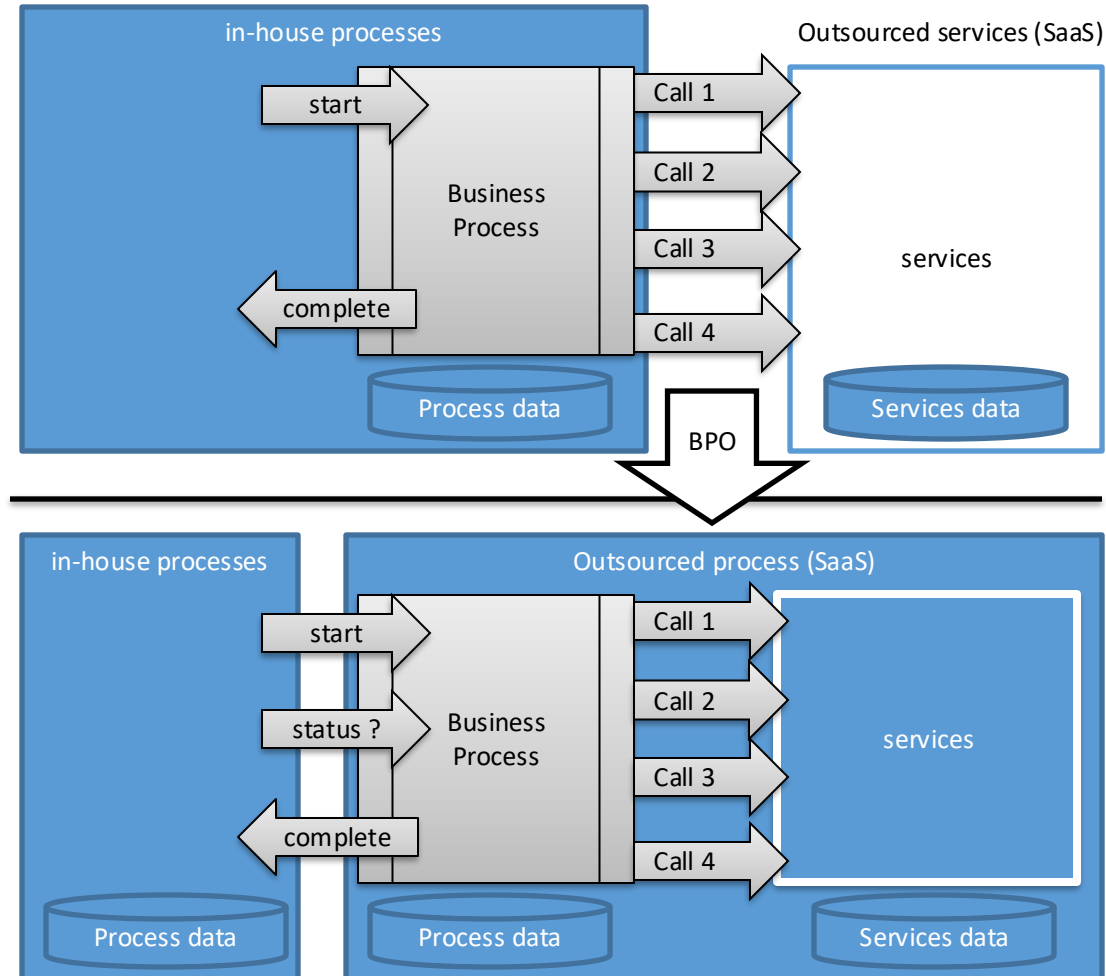 in-house processes
Outsourced services (SaaS)
start
Call 1
Call 2
Business
Process
Call 3
services
complete
Call 4
Process data
Services data
BPO
in-house processes
Outsourced process (SaaS)
start
Call 1
Call 2
status ?
Business
Process
services
Call 3
complete
Call 4
Process data
Process data
Services data